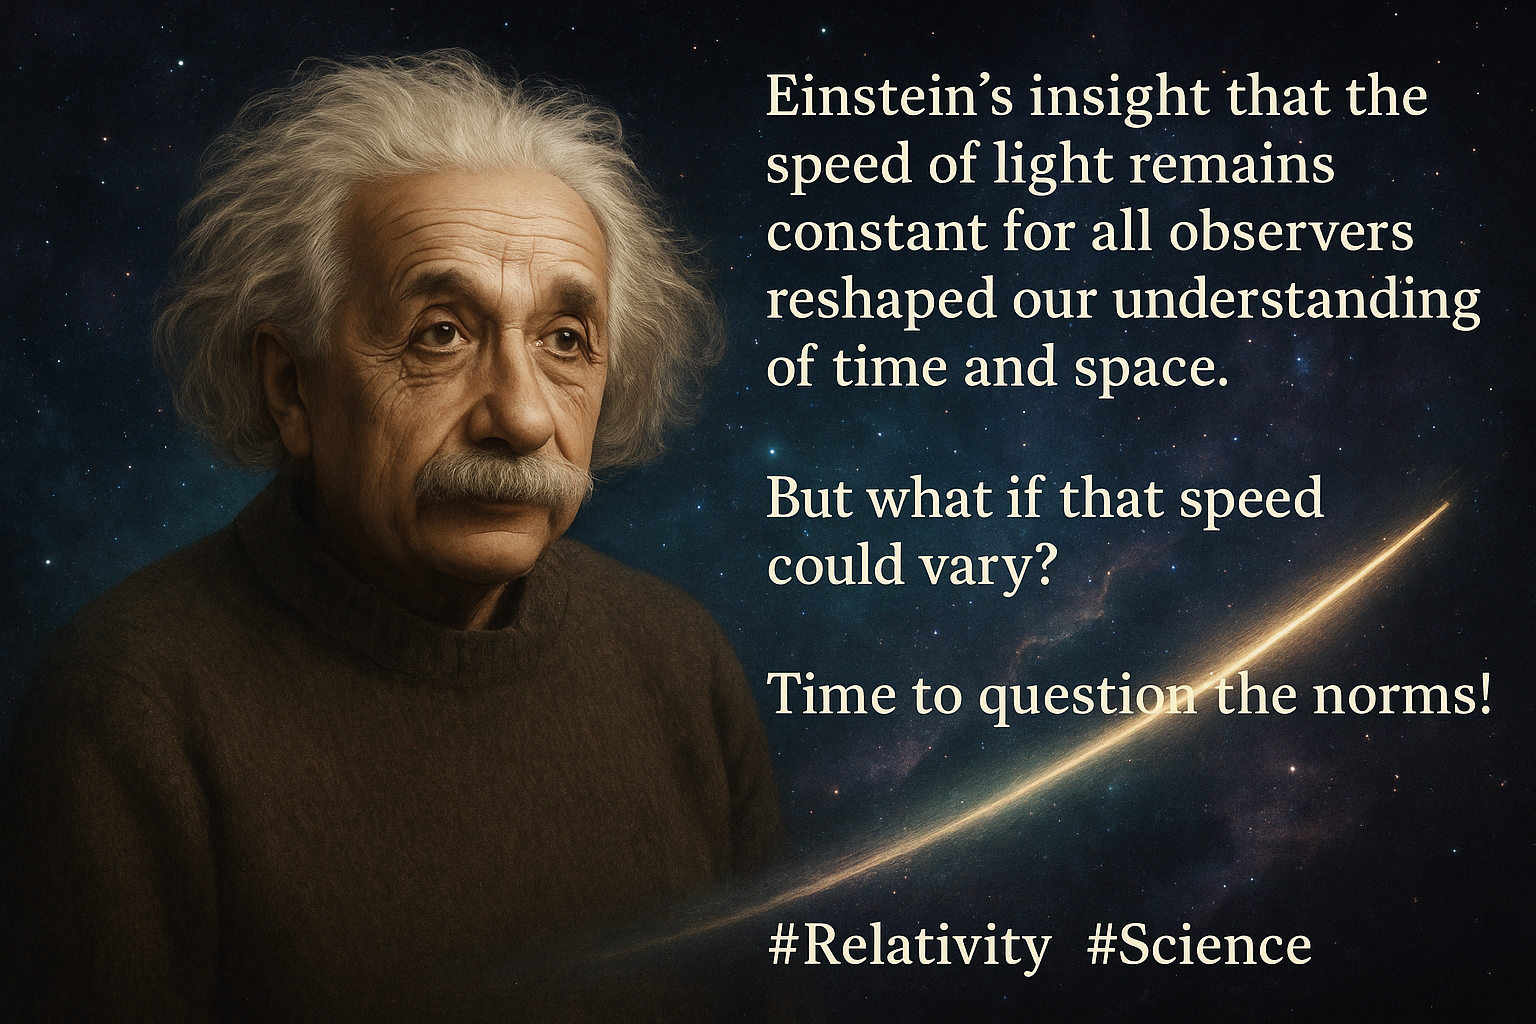 Einstein’s insight that the
speed of light remains
constant for all observers
reshaped our understanding
of time and space.
But what if that speed
could vary?
Time to question the norms!
#Relativity #Science